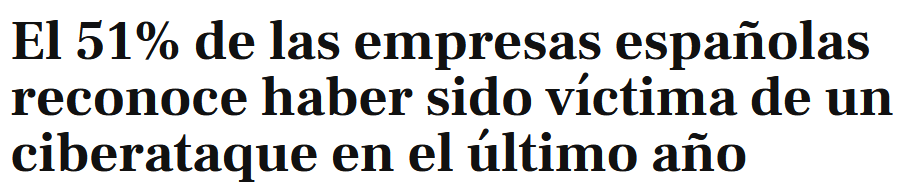 El 51% de las empresas españolas
reconoce haber sido víctima de un
ciberataque en el último año